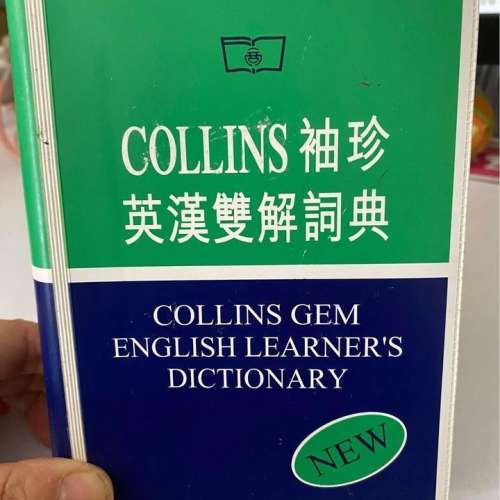 COLLINS 袖珍
英漢雙解詞典
COLLINS GEM
ENGLISH LEARNER'S
DICTIONARY
NEW